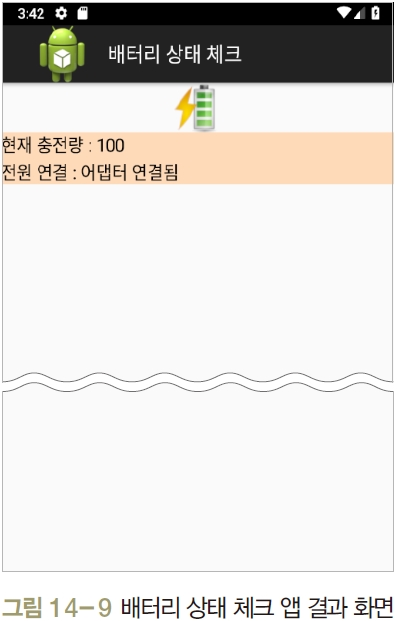 3:42
배터리 상태 체크
현재 충전량 : 100
전원 연결 : 어댑터 연결됨
그림 14-9 배터리 상태 체크 앱 결과 화면